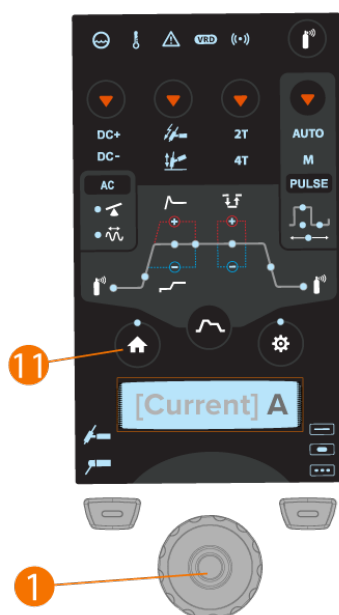 VRD
DC+
2T
AUTO
DC-
4T
M
AC
PULSE
11
[Current] A
1